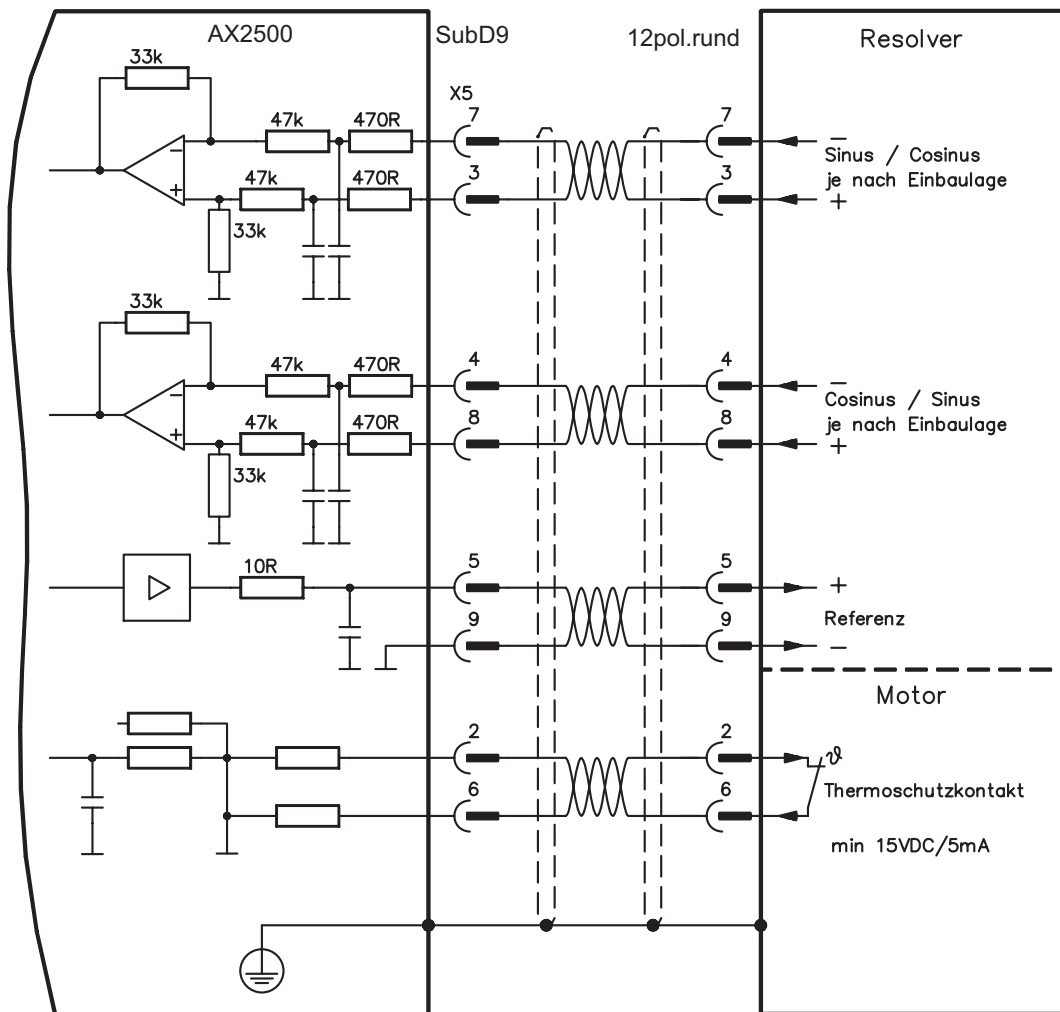 AX2500 SubD9 12pol.rund Resolver
33k
X5
47k 470R 7 7 −
− Sinus / Cosinus
+ 47k 470R 3 3 je nach Einbaulage
33k +
33k
47k 470R 4 4 −
− Cosinus / Sinus
+ 47k 470R 8 8 je nach Einbaulage
33k +
10R 5 5 +
Referenz
9 9 −
Motor
2 2 ϑ
6 6 Thermoschutzkontakt
min 15VDC/5mA